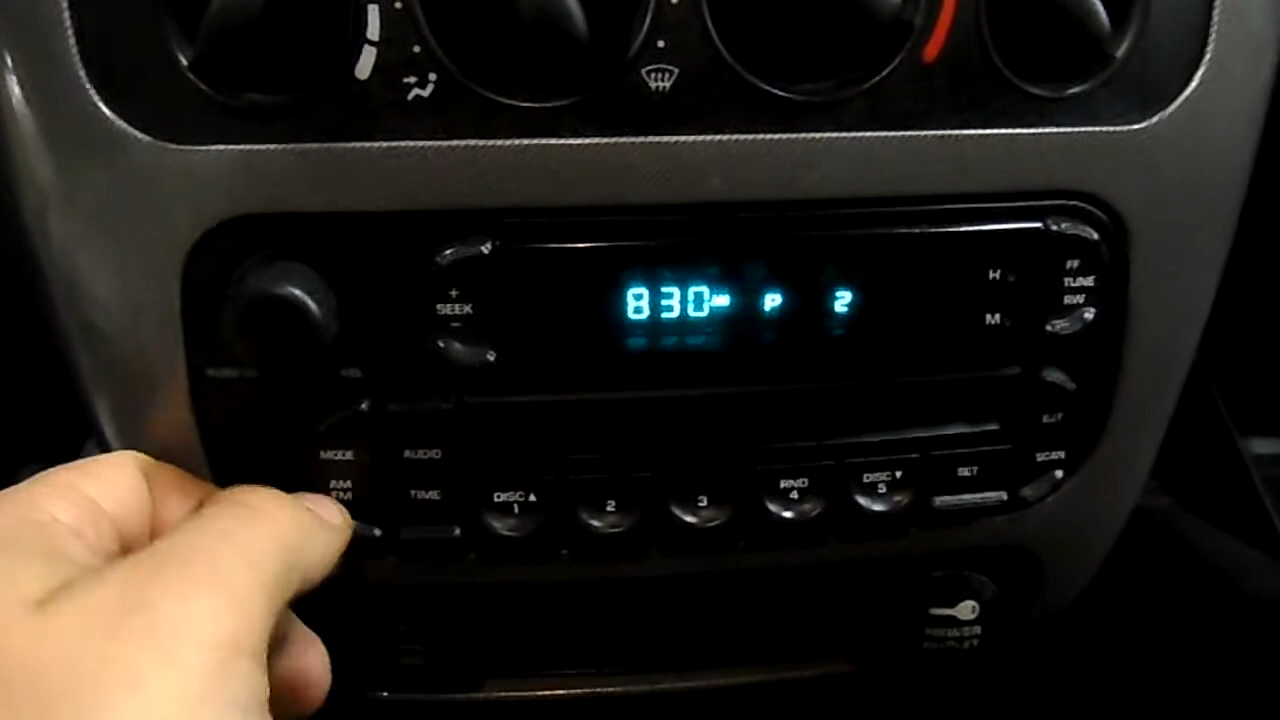 830 AM P 2
+
SEEK
-
H
M
FF
TUNE
RW
EJT
MODE
AUDIO
SCAN
AM
FM
TIME
DISC▲
1
2
3
RND
4
DISC▼
5
SET
POWER
OUTLET